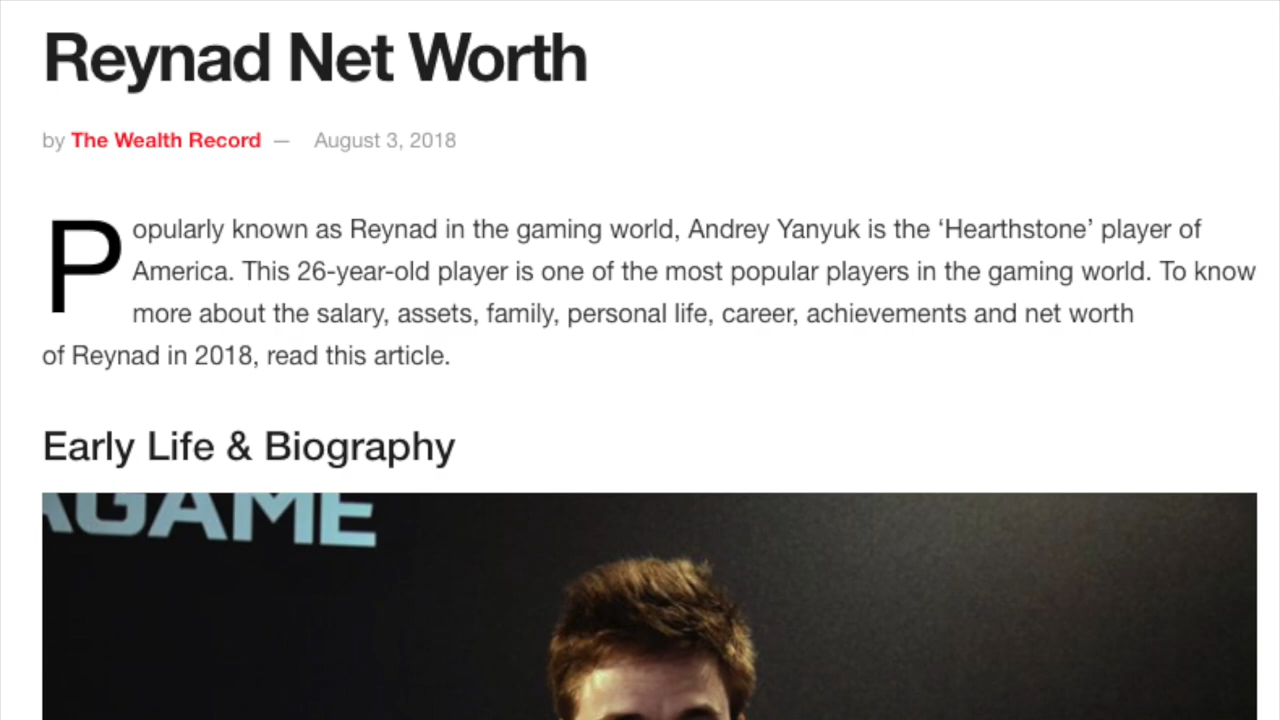 Reynad Net Worth
by The Wealth Record — August 3, 2018
Popularly known as Reynad in the gaming world, Andrey Yanyuk is the ‘Hearthstone’ player of
America. This 26-year-old player is one of the most popular players in the gaming world. To know
more about the salary, assets, family, personal life, career, achievements and net worth
of Reynad in 2018, read this article.
Early Life & Biography
AGAME